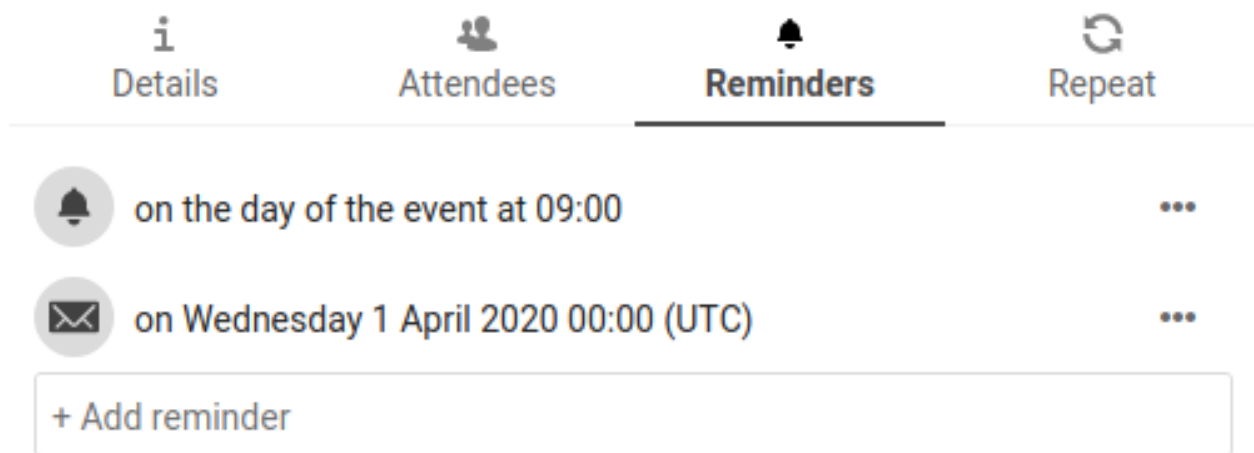 Details Attendees Reminders Repeat
on the day of the event at 09:00
on Wednesday 1 April 2020 00:00 (UTC)
+ Add reminder